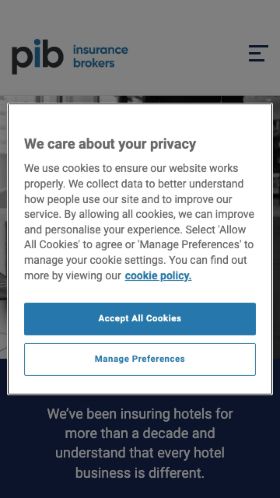 pib insurance
brokers
We care about your privacy
We use cookies to ensure our website works
properly. We collect data to better understand
how people use our site and to improve our
service. By allowing all cookies, we can improve
and personalise your experience. Select 'Allow
All Cookies' to agree or 'Manage Preferences' to
manage your cookie settings. You can find out
more by viewing our cookie policy.
Accept All Cookies
Manage Preferences
We've been insuring hotels for
more than a decade and
understand that every hotel
business is different.